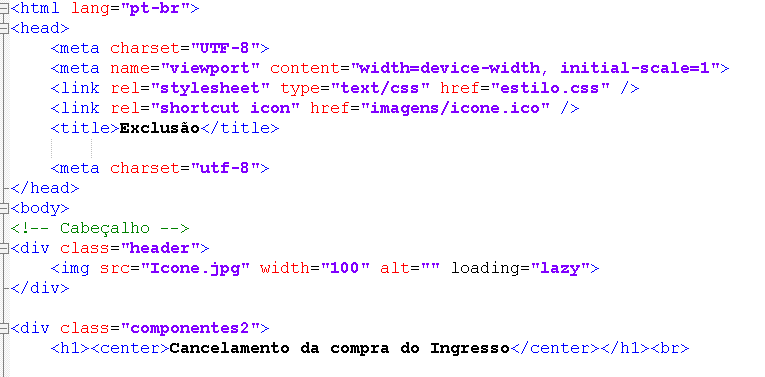 <html lang="pt-br">
<head>
<meta charset="UTF-8">
<meta name="viewport" content="width=device-width, initial-scale=1">
<link rel="stylesheet" type="text/css" href="estilo.css" />
<link rel="shortcut icon" href="imagens/icone.ico" />
<title>Exclusão</title>
<meta charset="utf-8">
</head>
<body>
<!-- Cabeçalho -->
<div class="header">
<img src="Icone.jpg" width="100" alt="" loading="lazy">
</div>
<div class="componentes2">
<h1><center>Cancelamento da compra do Ingresso</center></h1><br>